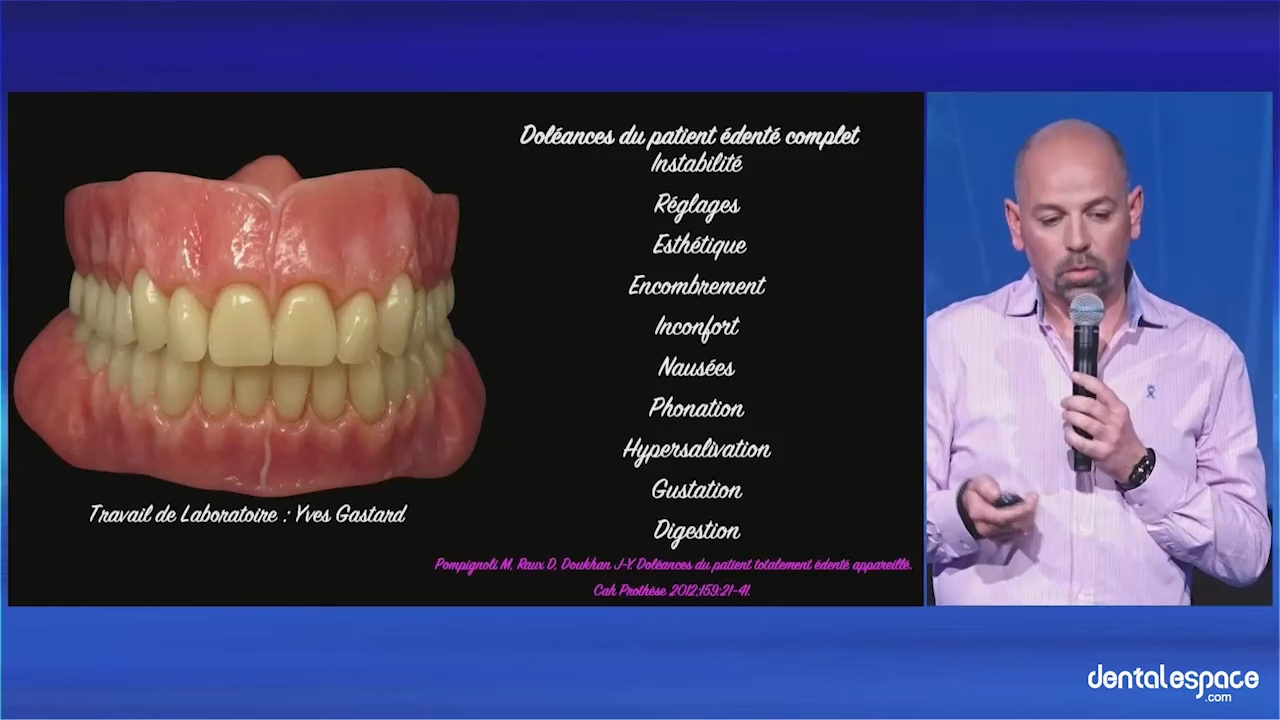 Doléances du patient édenté complet
Instabilité
Réglages
Esthétique
Encombrement
Inconfort
Nausées
Phonation
Hypersalivation
Gustation
Digestion
Travail de Laboratoire : Yves Gastard
Pompignoli M, Raux D, Doukhan J-Y. Doléances du patient totalement édenté appareillé.
Cah Prothèse 2012;159:21-41.
dentalespace
.com